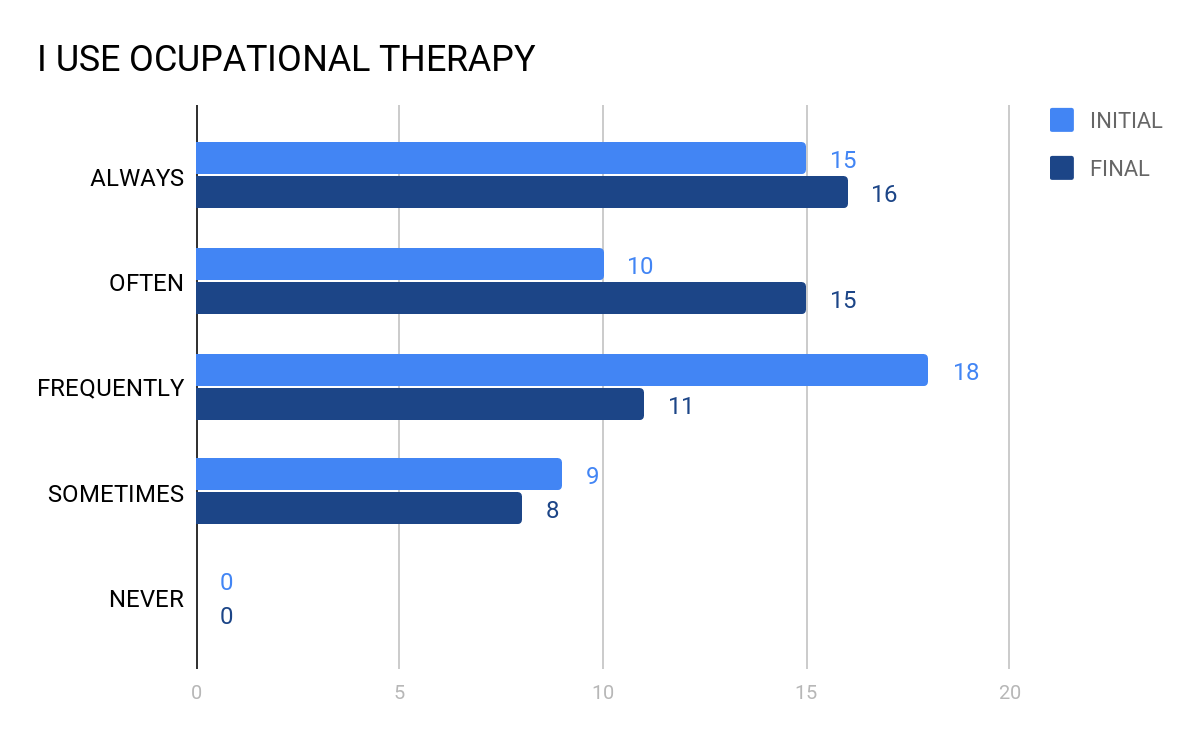 I USE OCUPATIONAL THERAPY
INITIAL
FINAL
ALWAYS
15
16
OFTEN
10
15
FREQUENTLY
18
11
SOMETIMES
9
8
NEVER
0
0
0 5 10 15 20